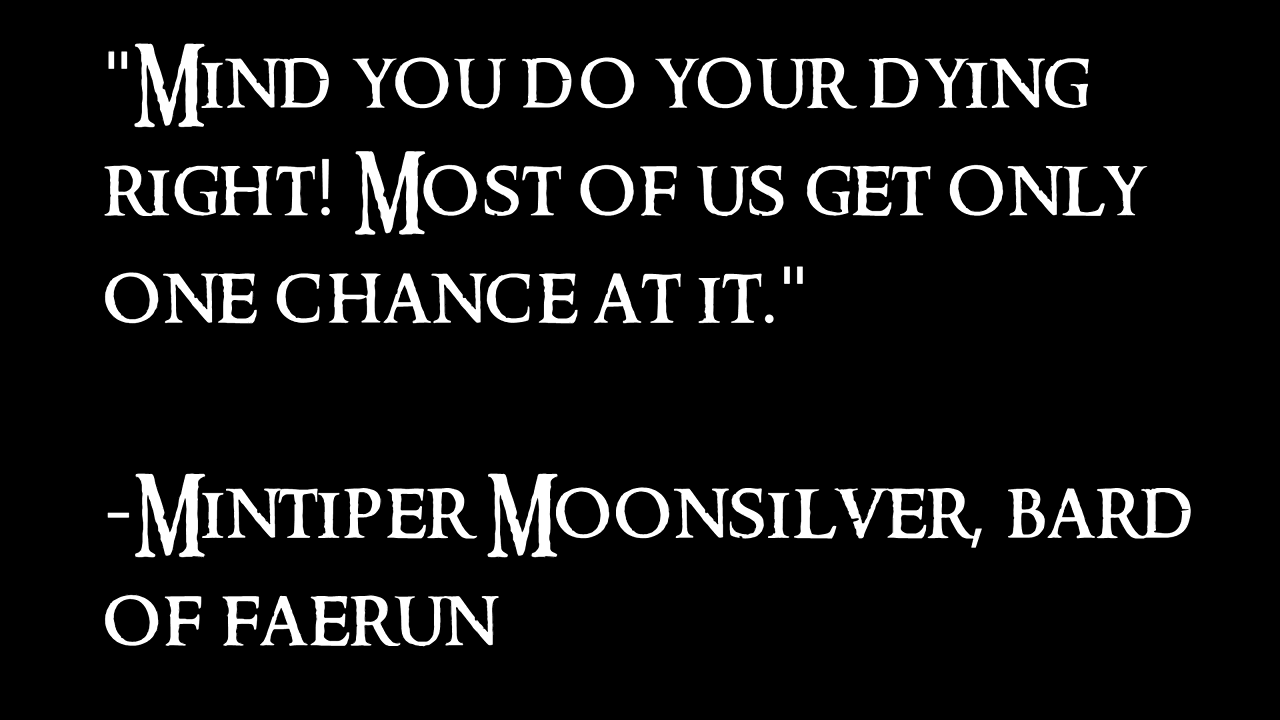 "Mind you do your dying
right! Most of us get only
one chance at it."
-Mintiper Moonsilver, bard
of faerun